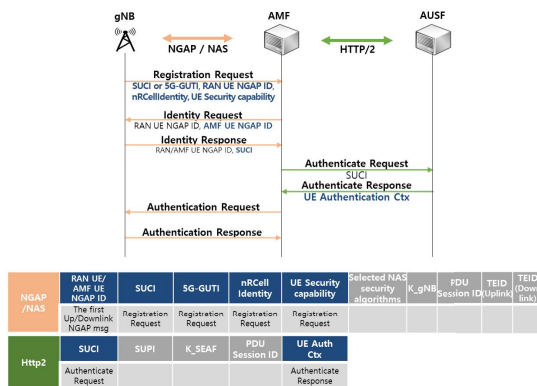 gNB
AMF
AUSF
NGAP / NAS
HTTP/2
Registration Request
SUCI or 5G-GUTI, RAN UE NGAP ID,
nRCellIdentity, UE Security capability
Identity Request
RAN UE NGAP ID, AMF UE NGAP ID
Identity Response
RAN/AMF UE NGAP ID, SUCI
Authenticate Request
SUCI
Authenticate Response
UE Authentication Ctx
Authentication Request
Authentication Response
NGAP
/NAS
RAN UE/
AMF UE
NGAP ID
SUCI
5G-GUTI
nRCell
Identity
UE Security
capability
Selected NAS
security
algorithms
K_gNB
PDU
Session ID
TEID
(Uplink)
TEID
(Down
link)
The first
Up/Downlink
NGAP msg
Registration
Request
Registration
Request
Registration
Request
Registration
Request
Http2
SUCI
SUPI
K_SEAF
PDU
Session ID
UE Auth
Ctx
Authenticate
Request
Authenticate
Response